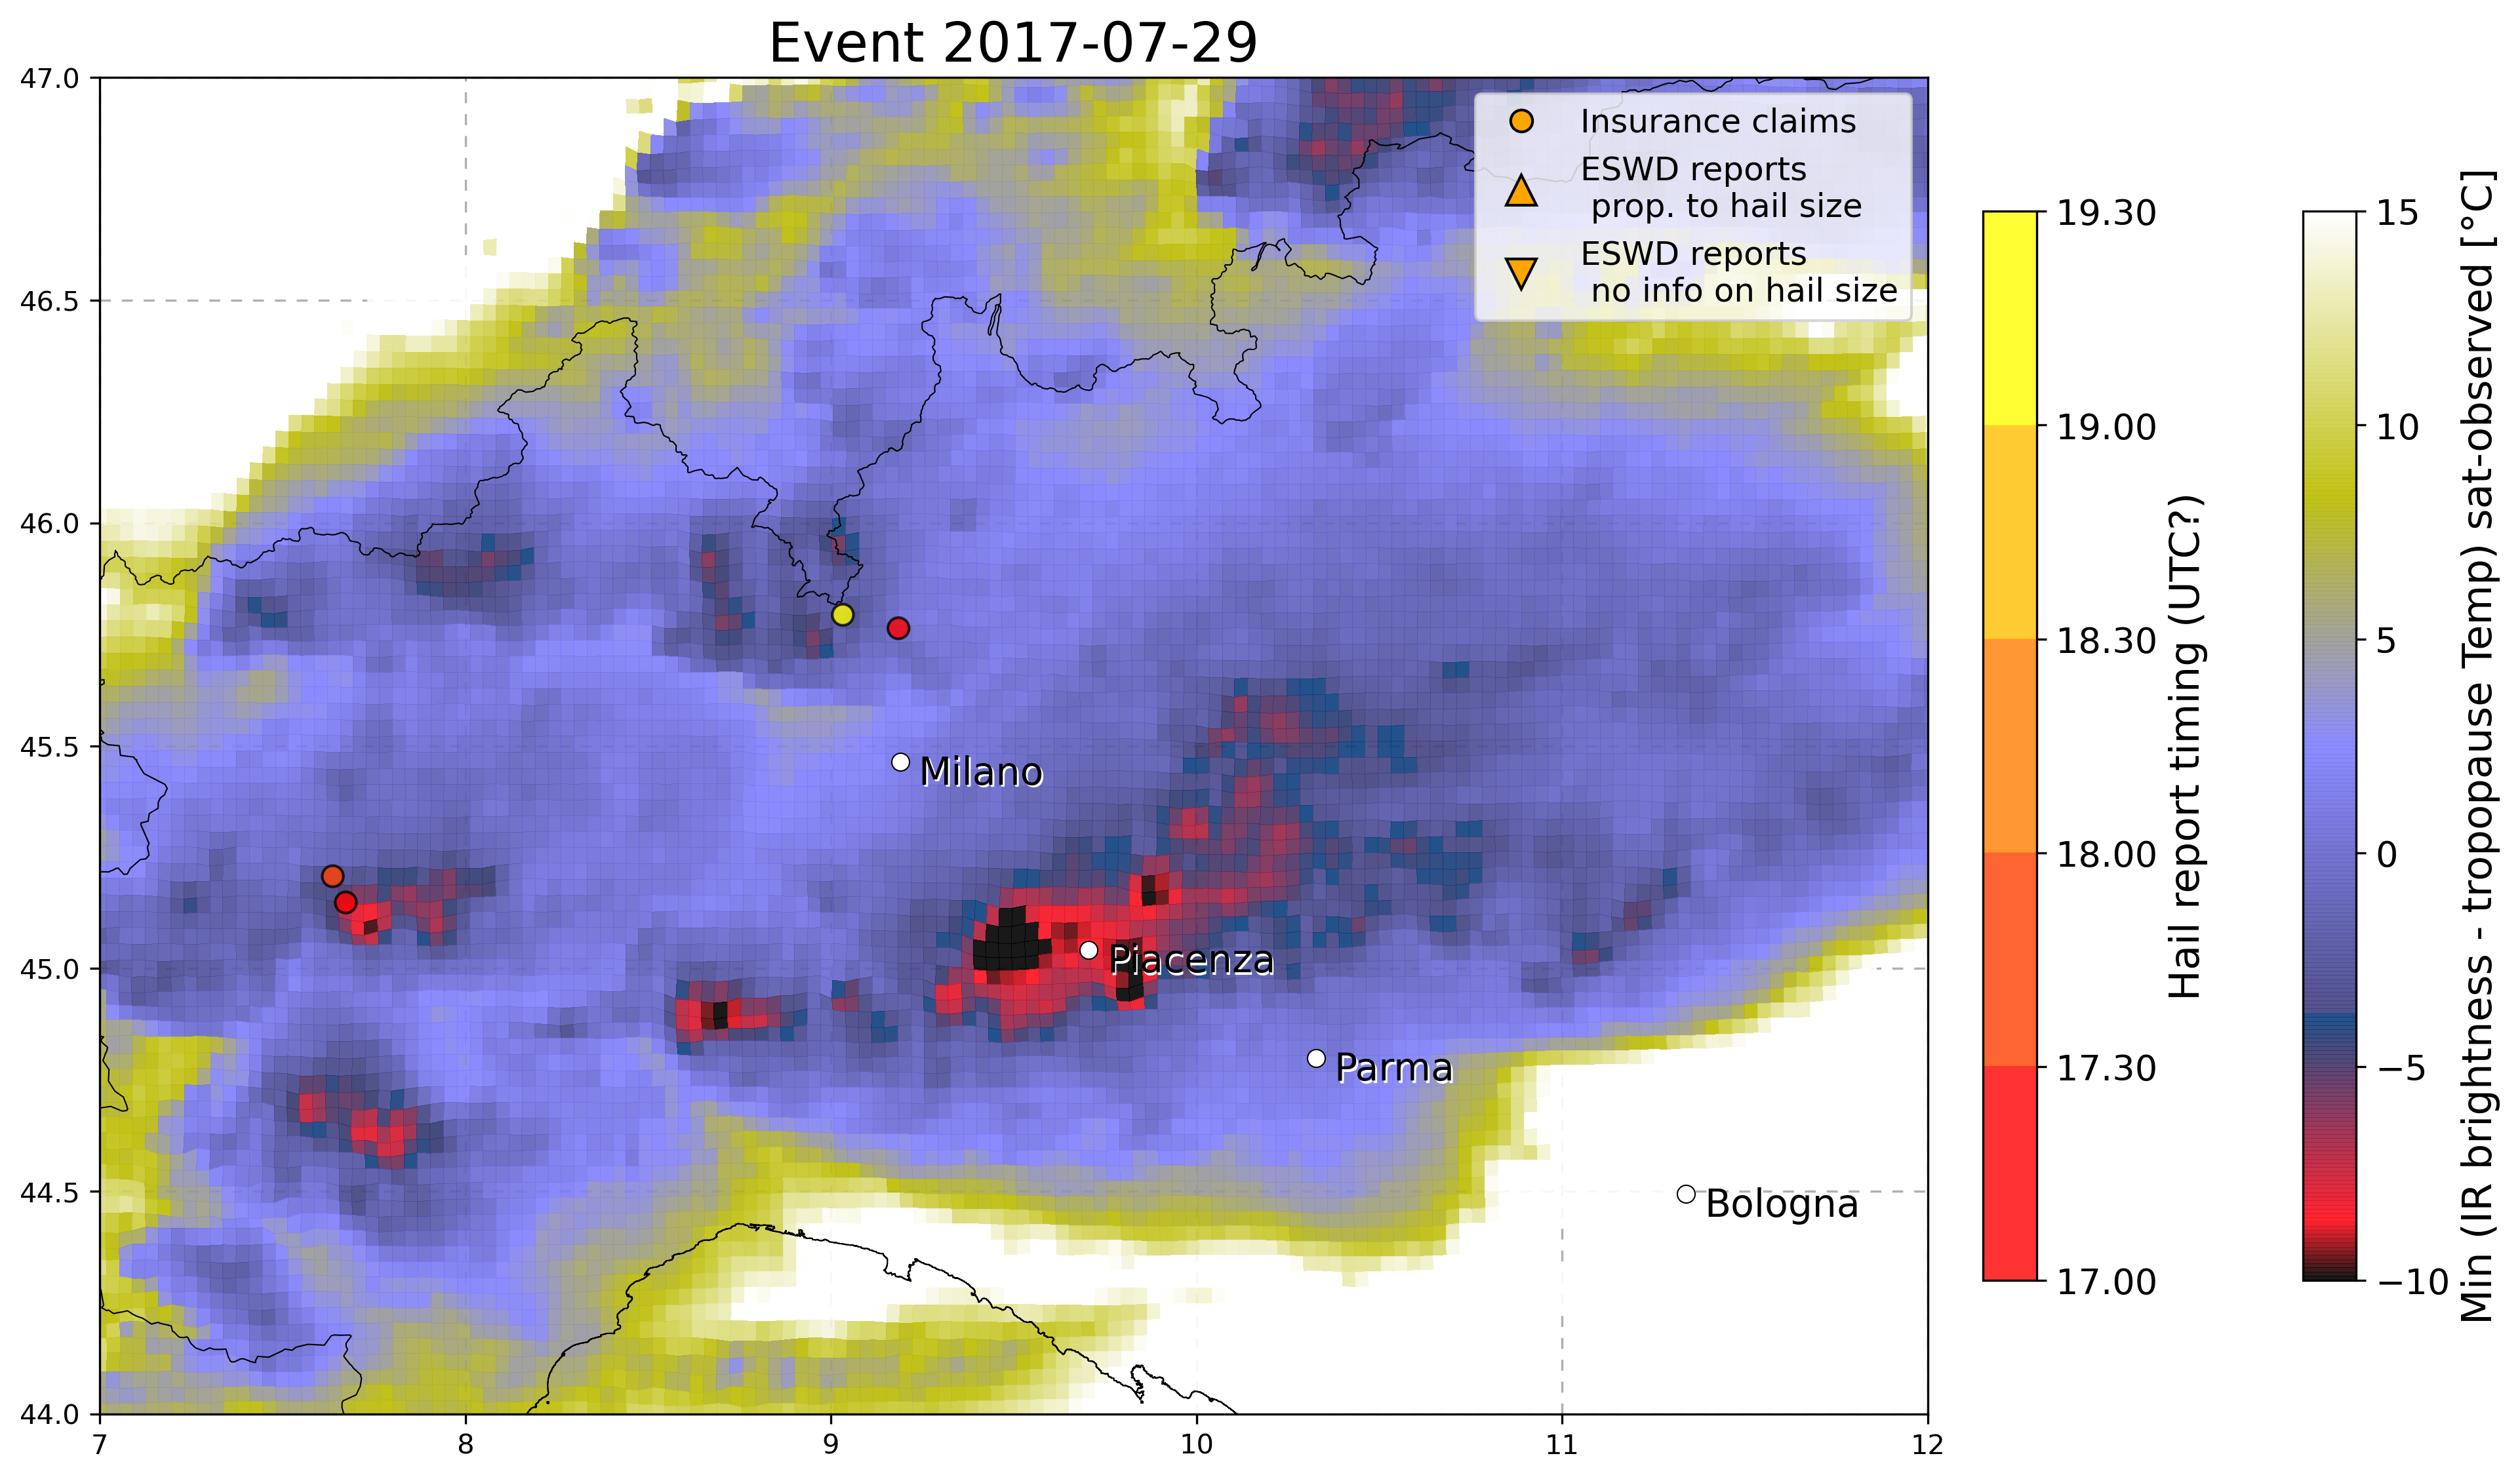 Event 2017-07-29
47.0
46.5
46.0
45.5
45.0
44.5
44.0
7
8
9
10
11
12
Insurance claims
ESWD reports
prop. to hail size
ESWD reports
no info on hail size
Milano
Piacenza
Parma
Bologna
19.30
19.00
18.30
18.00
17.30
17.00
Hail report timing (UTC?)
15
10
5
0
−5
−10
Min (IR brightness - tropopause Temp) sat-observed [°C]